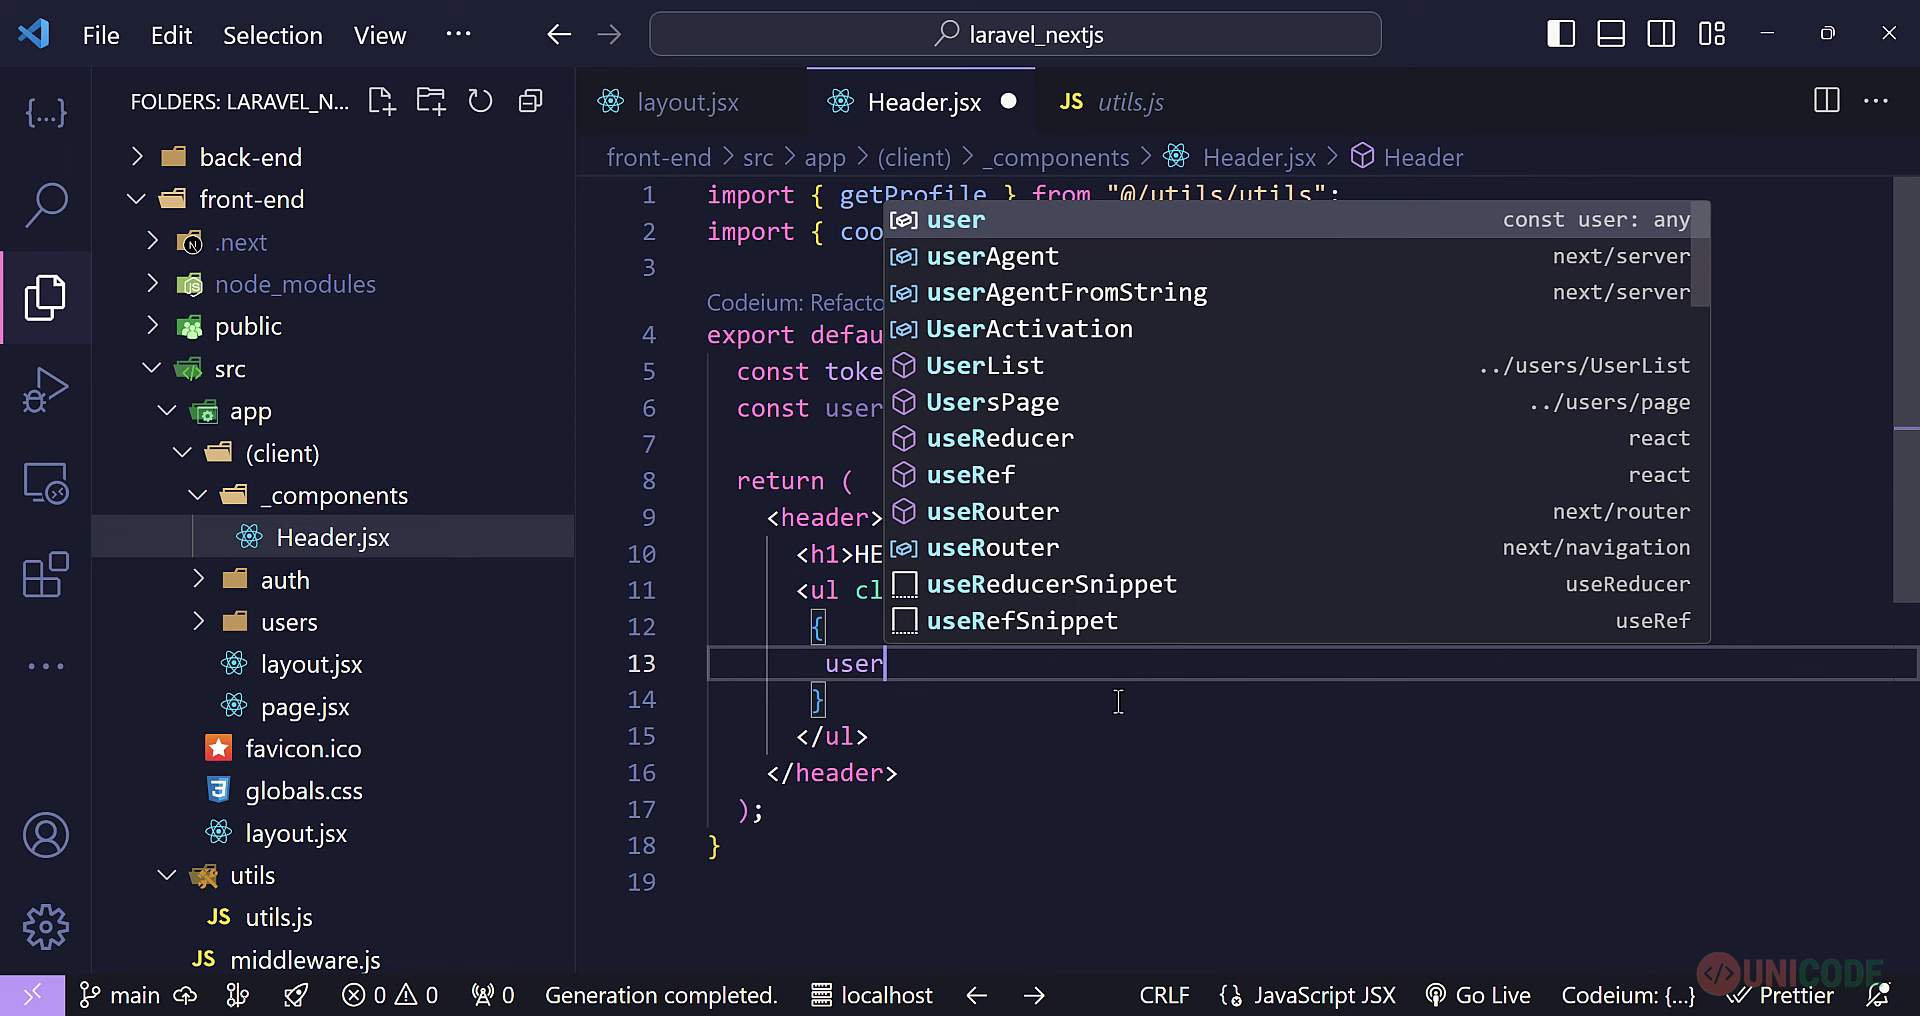 File Edit Selection View ··· laravel_nextjs
FOLDERS: LARAVEL_N...
layout.jsx Header.jsx JS utils.js
front-end > src > app > (client) > _components > Header.jsx > Header
back-end
front-end
.next
node_modules
public
src
app
(client)
_components
Header.jsx
auth
users
layout.jsx
page.jsx
favicon.ico
globals.css
layout.jsx
utils
JS utils.js
JS middleware.js
1 import { getProfile } from "@/utils/utils";
2 import { coo
3
Codeium: Refacto
4 export defau
5 const toke
6 const user
7
8 return (
9 <header>
10 <h1>HE
11 <ul cl
12 {
13 user
14 }
15 </ul>
16 </header>
17 );
18 }
19
user const user: any
userAgent next/server
userAgentFromString next/server
UserActivation
UserList ../users/UserList
UsersPage ../users/page
useReducer react
useRef react
useRouter next/router
useRouter next/navigation
useReducerSnippet useReducer
useRefSnippet useRef
UNICODE
main 0 0 0 Generation completed. localhost CRLF JavaScript JSX Go Live Codeium: {...} Prettier